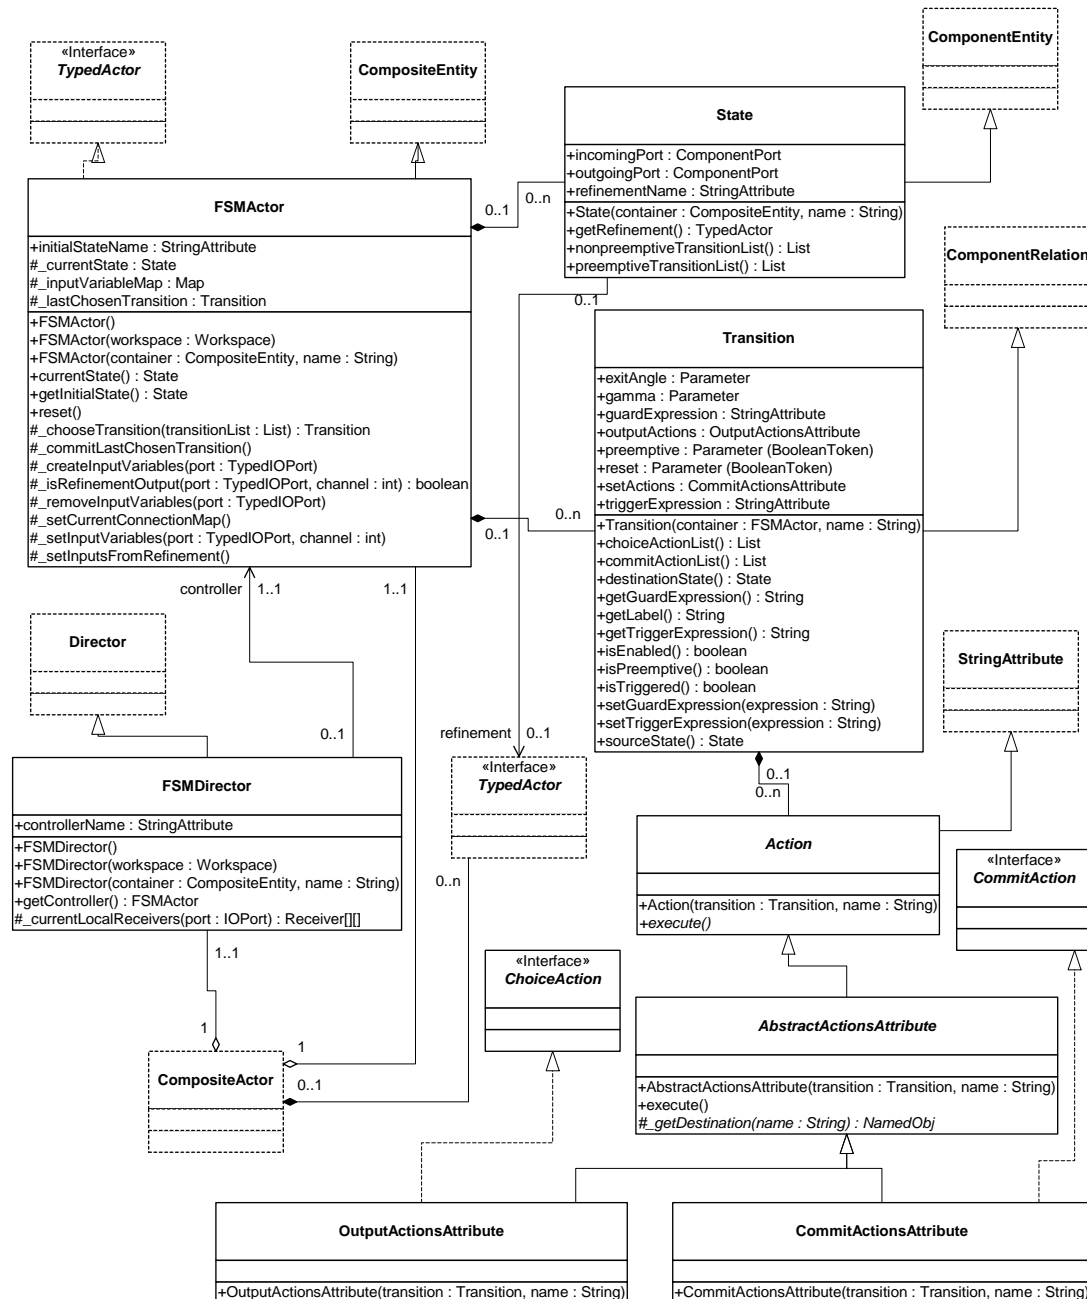 «Interface»
TypedActor
CompositeEntity
ComponentEntity
State
+incomingPort : ComponentPort
+outgoingPort : ComponentPort
+refinementName : StringAttribute
+State(container : CompositeEntity, name : String)
+getRefinement() : TypedActor
+nonpreemptiveTransitionList() : List
+preemptiveTransitionList() : List
0..1
0..n
0..1
FSMActor
+initialStateName : StringAttribute
#_currentState : State
#_inputVariableMap : Map
#_lastChosenTransition : Transition
+FSMActor()
+FSMActor(workspace : Workspace)
+FSMActor(container : CompositeEntity, name : String)
+currentState() : State
+getInitialState() : State
+reset()
#_chooseTransition(transitionList : List) : Transition
#_commitLastChosenTransition()
#_createInputVariables(port : TypedIOPort)
#_isRefinementOutput(port : TypedIOPort, channel : int) : boolean
#_removeInputVariables(port : TypedIOPort)
#_setCurrentConnectionMap()
#_setInputVariables(port : TypedIOPort, channel : int)
#_setInputsFromRefinement()
ComponentRelation
Transition
+exitAngle : Parameter
+gamma : Parameter
+guardExpression : StringAttribute
+outputActions : OutputActionsAttribute
+preemptive : Parameter (BooleanToken)
+reset : Parameter (BooleanToken)
+setActions : CommitActionsAttribute
+triggerExpression : StringAttribute
+Transition(container : FSMActor, name : String)
+choiceActionList() : List
+commitActionList() : List
+destinationState() : State
+getGuardExpression() : String
+getLabel() : String
+getTriggerExpression() : String
+isEnabled() : boolean
+isPreemptive() : boolean
+isTriggered() : boolean
+setGuardExpression(expression : String)
+setTriggerExpression(expression : String)
+sourceState() : State
0..n
0..1
controller
1..1
1..1
Director
0..1
refinement
0..1
StringAttribute
FSMDirector
+controllerName : StringAttribute
+FSMDirector()
+FSMDirector(workspace : Workspace)
+FSMDirector(container : CompositeEntity, name : String)
+getController() : FSMActor
#_currentLocalReceivers(port : IOPort) : Receiver[][]
«Interface»
TypedActor
0..1
0..n
Action
+Action(transition : Transition, name : String)
+execute()
«Interface»
CommitAction
0..n
1..1
«Interface»
ChoiceAction
AbstractActionsAttribute
+AbstractActionsAttribute(transition : Transition, name : String)
+execute()
#_getDestination(name : String) : NamedObj
1
1
0..1
CompositeActor
OutputActionsAttribute
+OutputActionsAttribute(transition : Transition, name : String)
CommitActionsAttribute
+CommitActionsAttribute(transition : Transition, name : String)